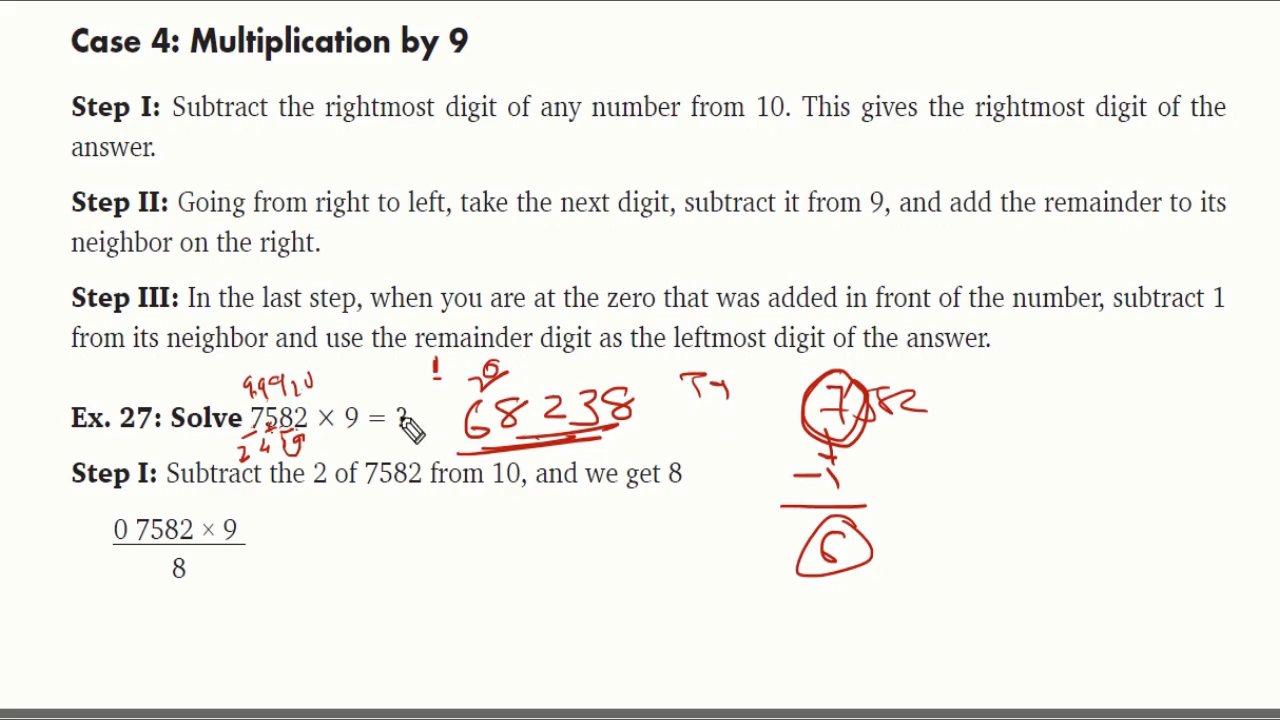 Case 4: Multiplication by 9
Step I: Subtract the rightmost digit of any number from 10. This gives the rightmost digit of the
answer.
Step II: Going from right to left, take the next digit, subtract it from 9, and add the remainder to its
neighbor on the right.
Step III: In the last step, when you are at the zero that was added in front of the number, subtract 1
from its neighbor and use the remainder digit as the leftmost digit of the answer.
Ex. 27: Solve 7582 × 9 = ?
68238
7582
-1
6
Step I: Subtract the 2 of 7582 from 10, and we get 8
0 7582 × 9
8